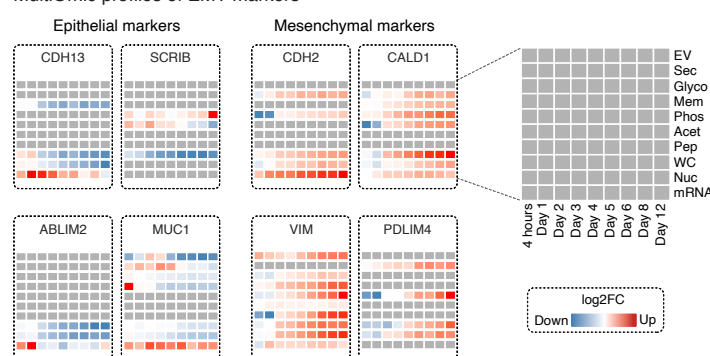 Epithelial markers
Mesenchymal markers
CDH13
SCRIB
CDH2
CALD1
EV
Sec
Glyco
Mem
Phos
Acet
Pep
WC
Nuc
mRNA
4 hours
Day 1
Day 2
Day 3
Day 4
Day 5
Day 6
Day 8
Day 12
ABLIM2
MUC1
VIM
PDLIM4
log2FC
Down Up